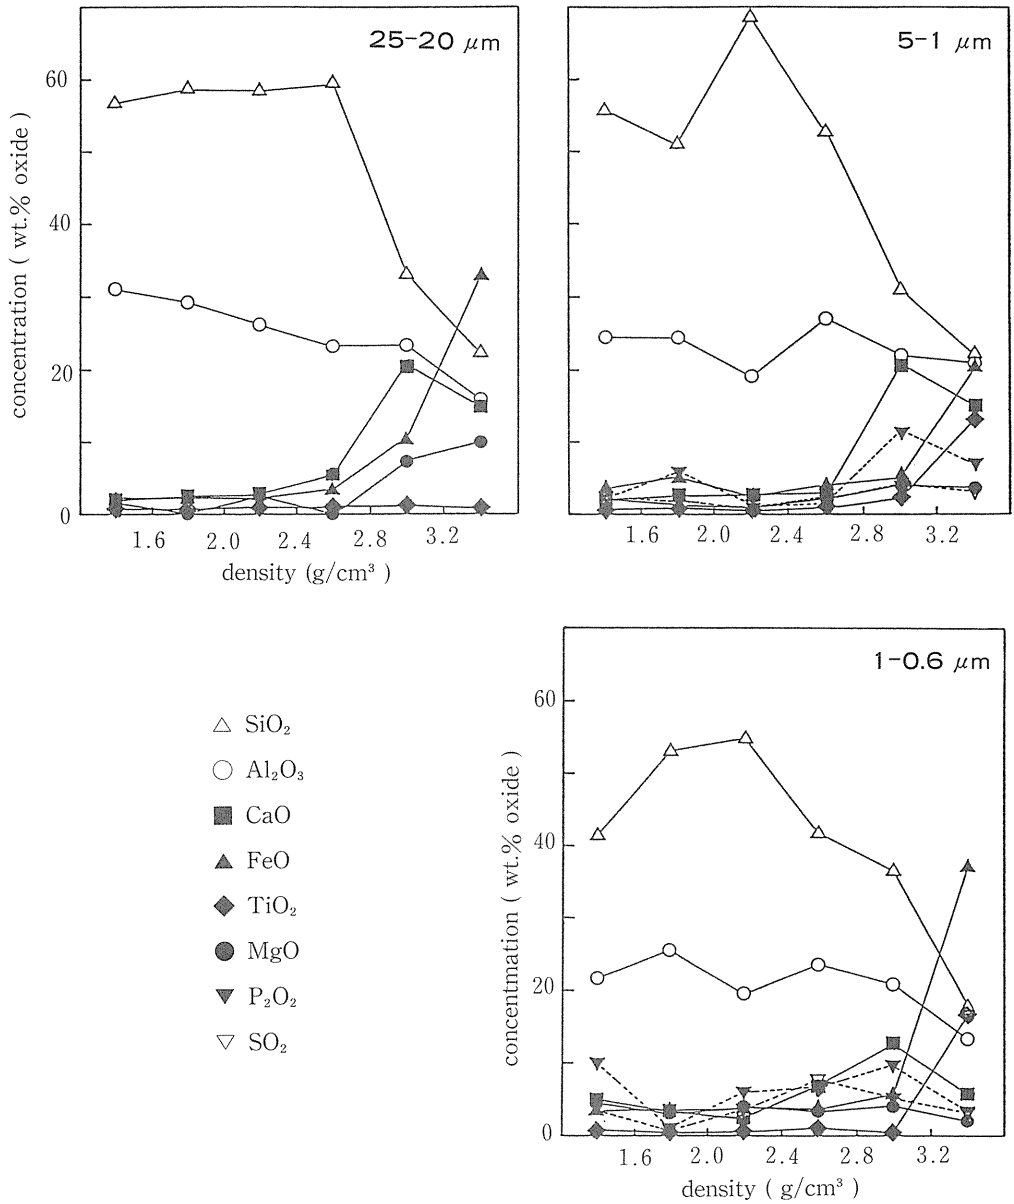 25-20 μm
60
40
20
0
concentration ( wt.% oxide )
1.6 2.0 2.4 2.8 3.2
density (g/cm³ )
5-1 μm
1.6 2.0 2.4 2.8 3.2
1-0.6 μm
60
40
20
0
concentmation ( wt.% oxide )
1.6 2.0 2.4 2.8 3.2
density ( g/cm³ )
SiO₂
Al₂O₃
CaO
FeO
TiO₂
MgO
P₂O₂
SO₂